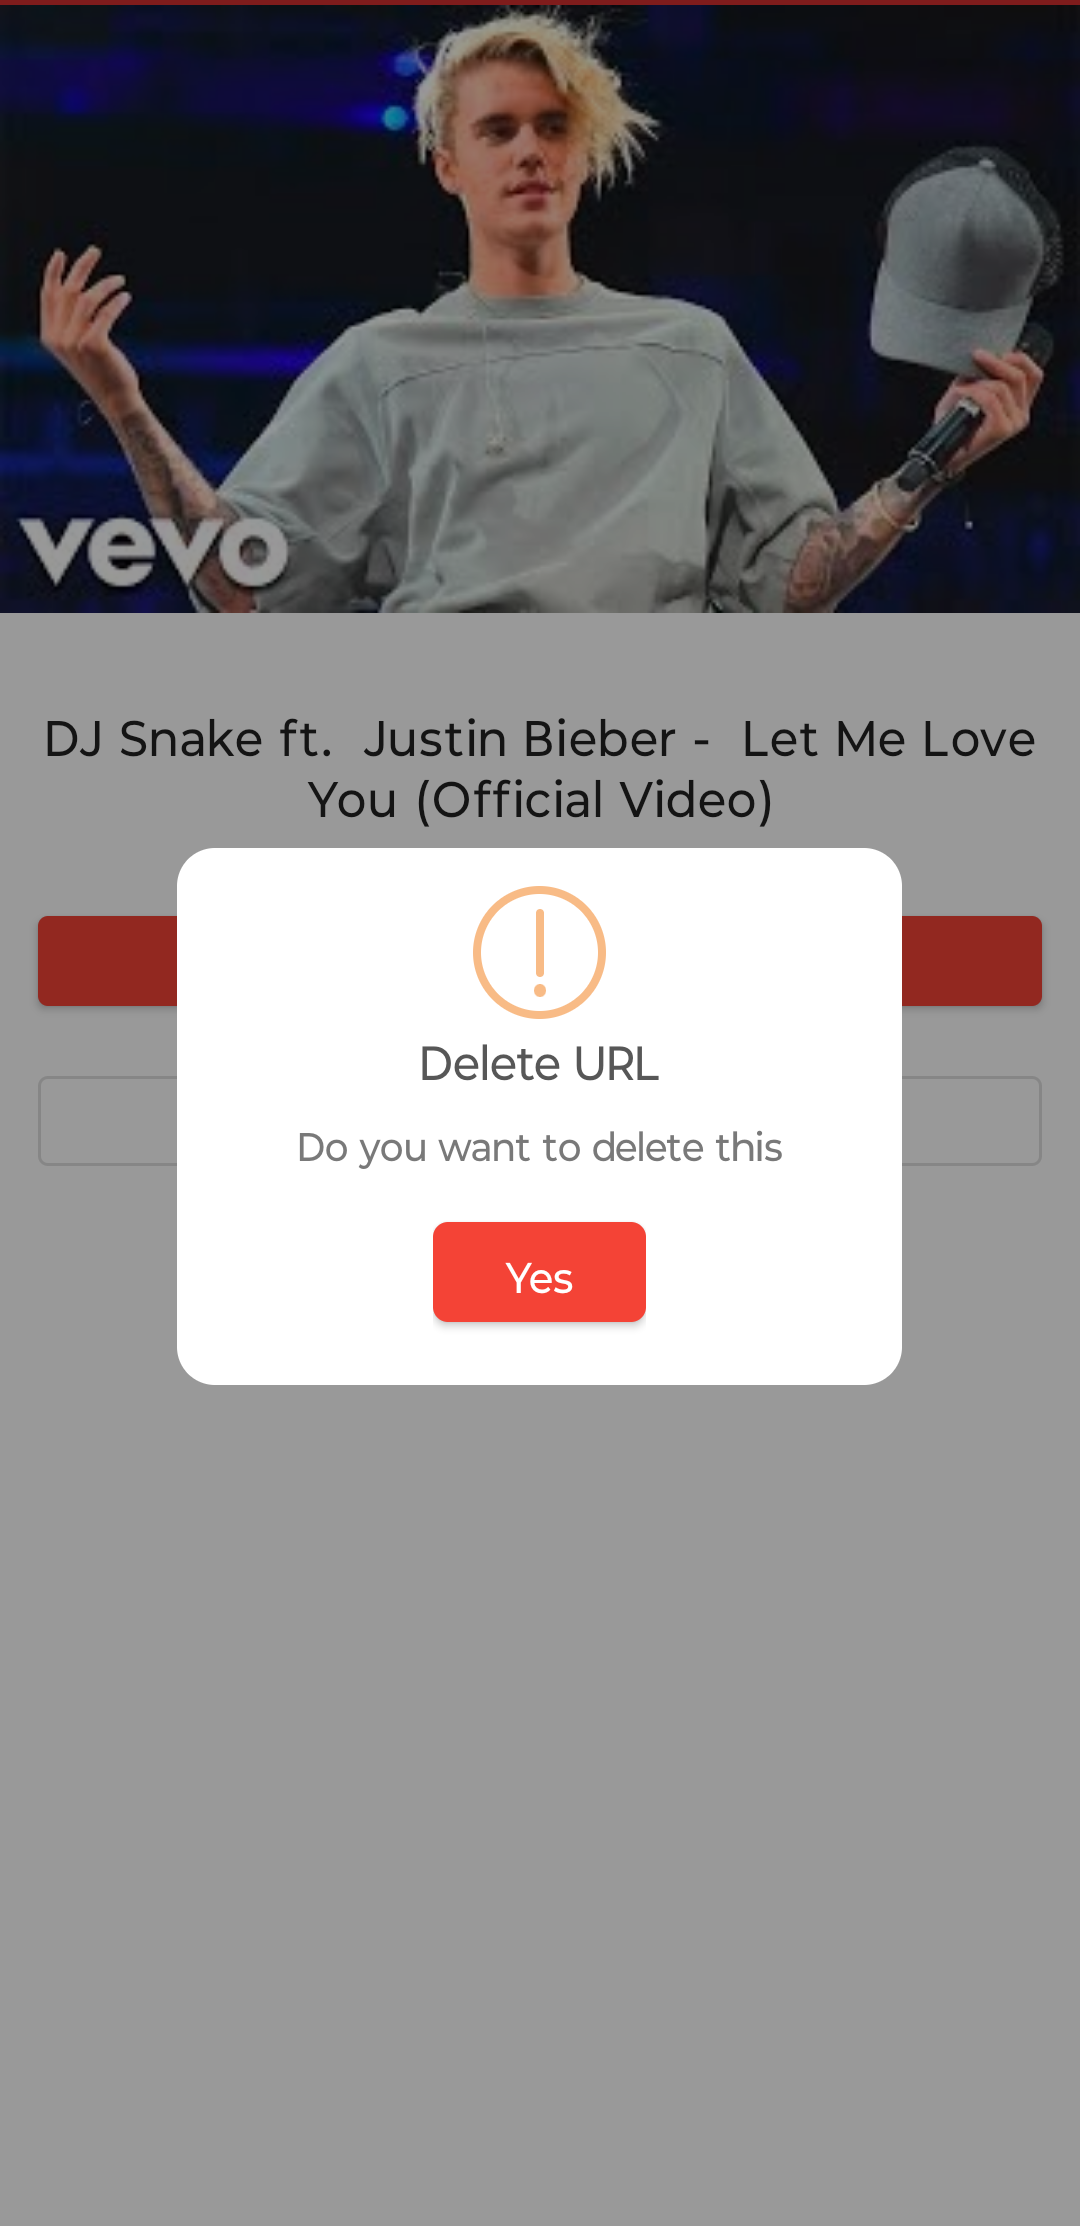 vevo
DJ Snake ft.  Justin Bieber -  Let Me Love
You (Official Video)
Delete URL
Do you want to delete this
Yes